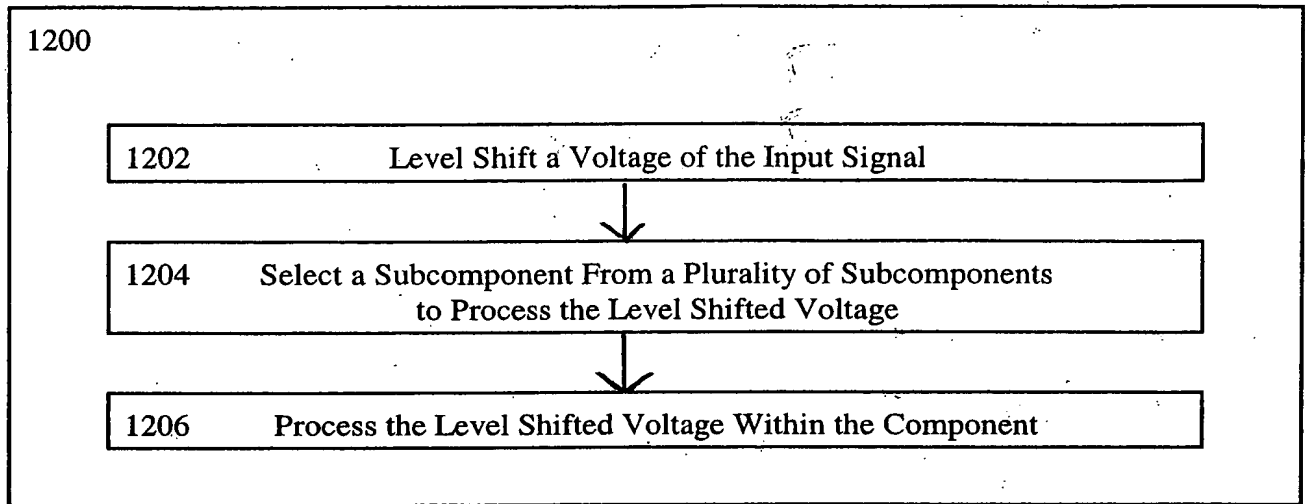 1200
1202 Level Shift a Voltage of the Input Signal
1204 Select a Subcomponent From a Plurality of Subcomponents
to Process the Level Shifted Voltage
1206 Process the Level Shifted Voltage Within the Component